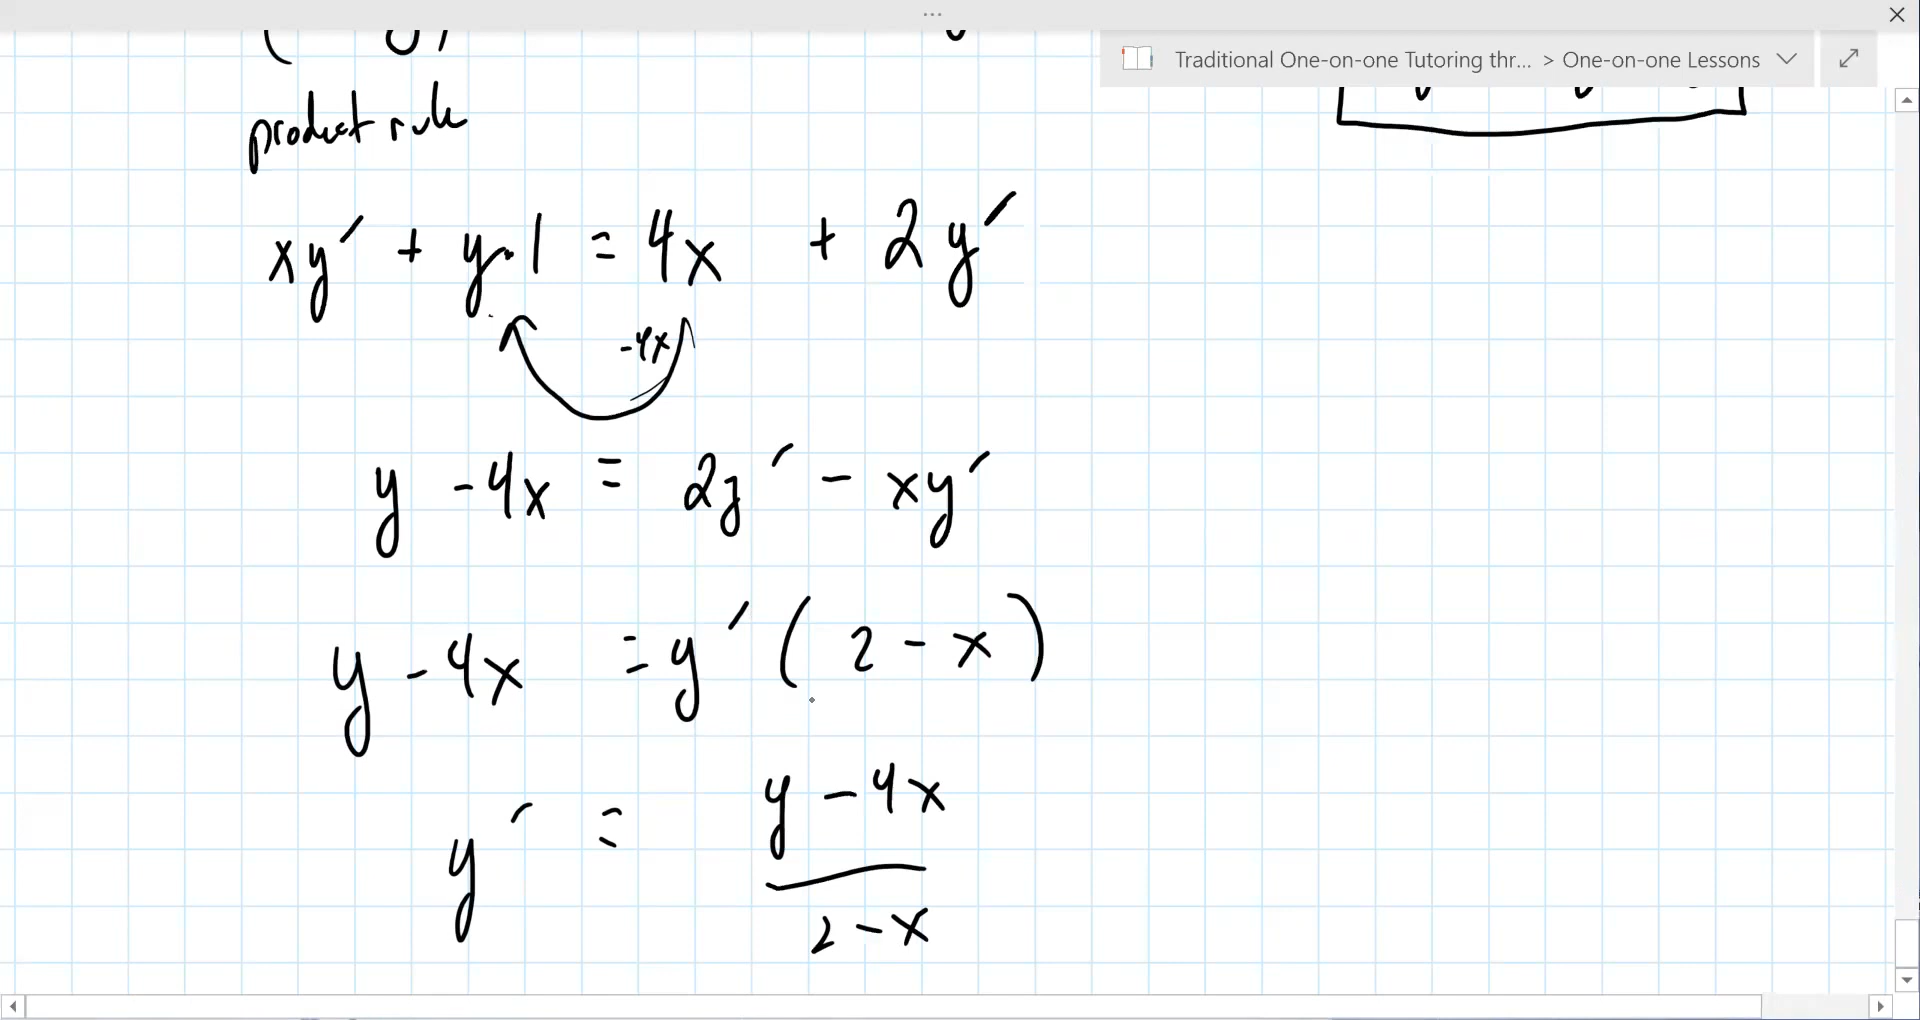 ...
Traditional One-on-one Tutoring thr... > One-on-one Lessons
product rule
xy′ + y·1 = 4x + 2y′
-4x
y - 4x = 2y′ - xy′
y - 4x = y′ ( 2 - x )
y′ = y - 4x
2 - x